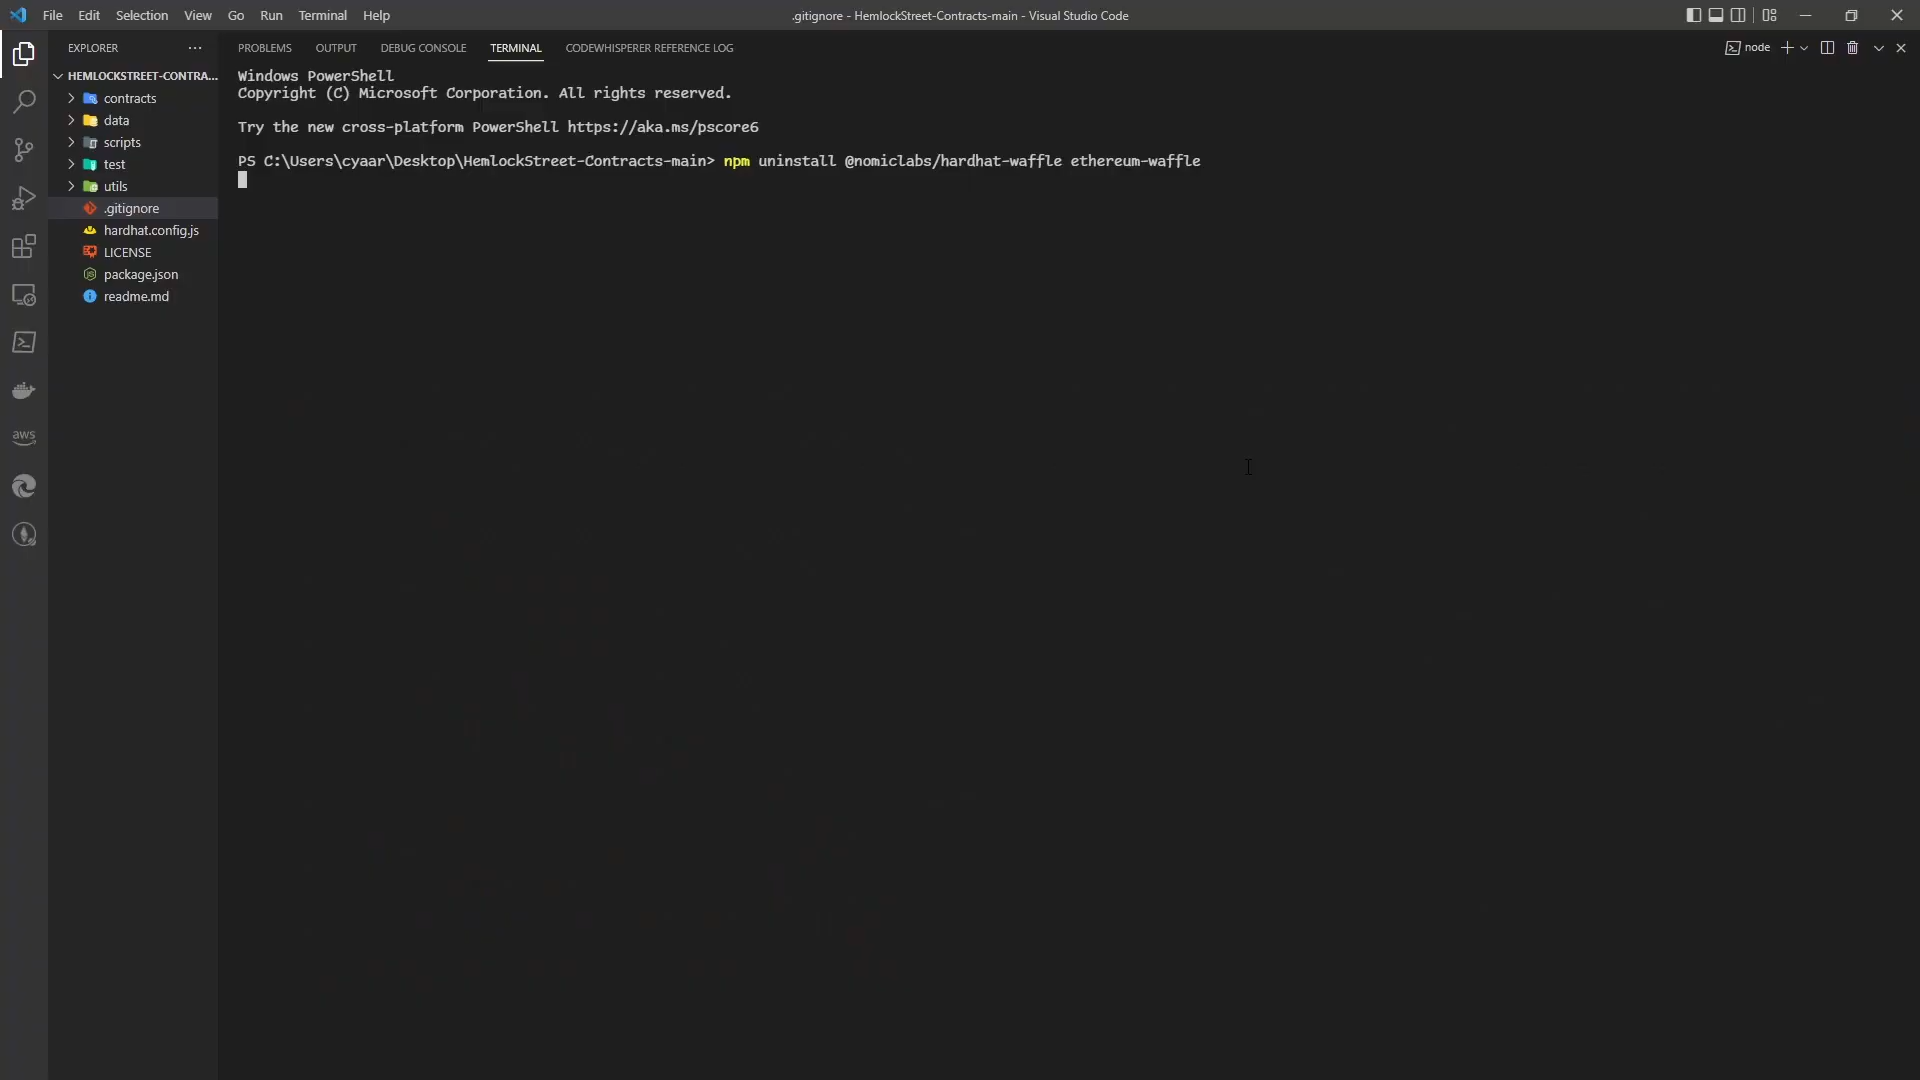 File Edit Selection View Go Run Terminal Help
.gitignore - HemlockStreet-Contracts-main - Visual Studio Code
EXPLORER ...
PROBLEMS OUTPUT DEBUG CONSOLE TERMINAL CODEWHISPERER REFERENCE LOG
node
HEMLOCKSTREET-CONTRA...
contracts
data
scripts
test
utils
.gitignore
hardhat.config.js
LICENSE
package.json
readme.md
aws
Windows PowerShell
Copyright (C) Microsoft Corporation. All rights reserved.
Try the new cross-platform PowerShell https://aka.ms/pscore6
PS C:\Users\cyaar\Desktop\HemlockStreet-Contracts-main> npm uninstall @nomiclabs/hardhat-waffle ethereum-waffle